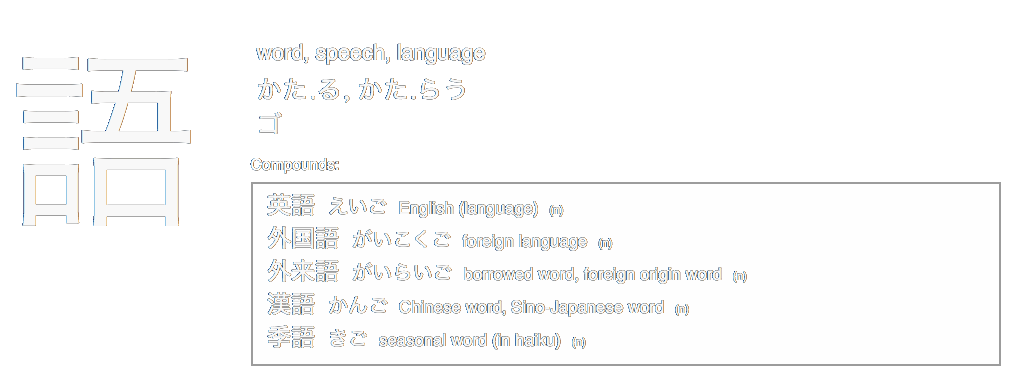 語
word, speech, language
かた.る, かた.らう
ゴ
Compounds:
英語 えいご English (language) (n)
外国語 がいこくご foreign language (n)
外来語 がいらいご borrowed word, foreign origin word (n)
漢語 かんご Chinese word, Sino-Japanese word (n)
季語 きご seasonal word (in haiku) (n)